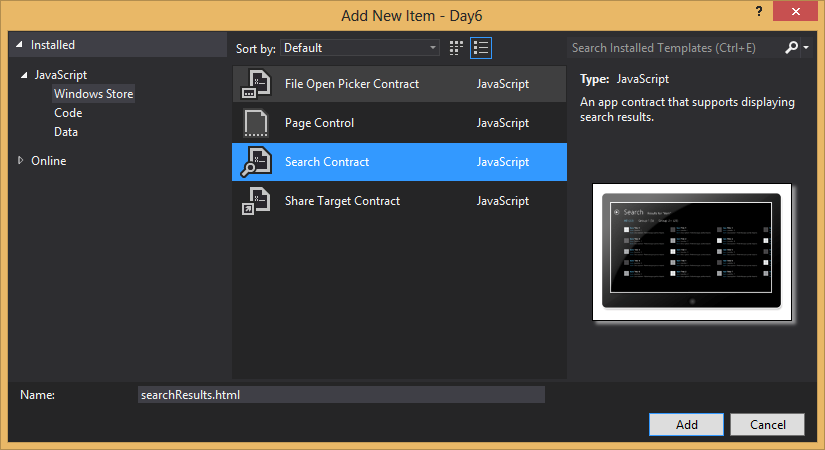 Add New Item - Day6
?
Installed
Sort by: Default
Search Installed Templates (Ctrl+E)
JavaScript
Windows Store
Code
Data
Online
File Open Picker Contract JavaScript
Page Control JavaScript
Search Contract JavaScript
Share Target Contract JavaScript
Type: JavaScript
An app contract that supports displaying
search results.
Search
Name: searchResults.html
Add Cancel